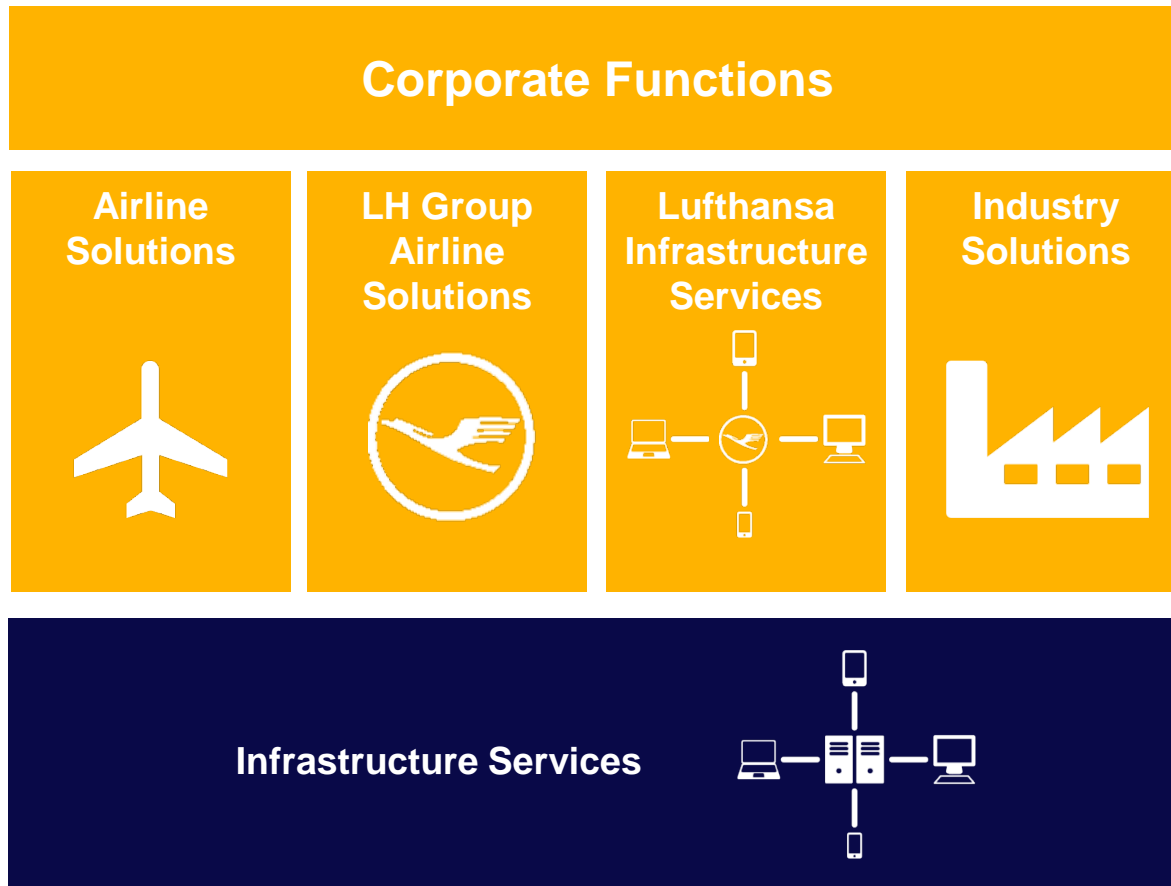 Corporate Functions
Airline
Solutions
LH Group
Airline
Solutions
Lufthansa
Infrastructure
Services
Industry
Solutions
Infrastructure Services